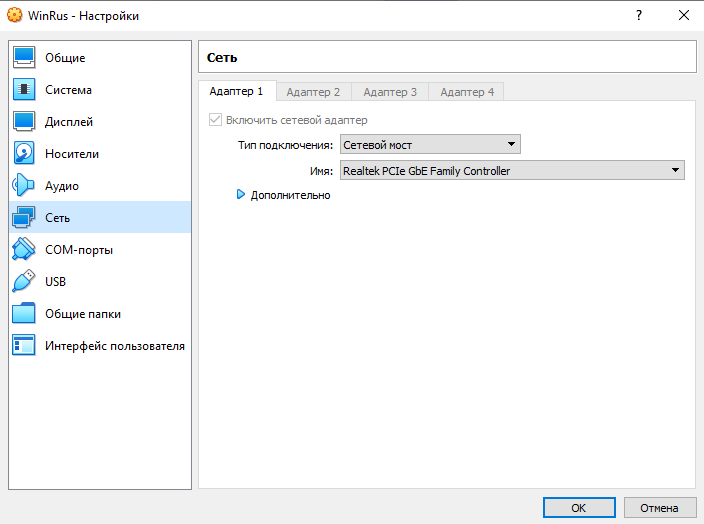 WinRus - Настройки
?
Общие
Система
Дисплей
Носители
Аудио
Сеть
COM-порты
USB
Общие папки
Интерфейс пользователя
Сеть
Адаптер 1
Адаптер 2
Адаптер 3
Адаптер 4
Включить сетевой адаптер
Тип подключения: Сетевой мост
Имя: Realtek PCIe GbE Family Controller
Дополнительно
OK
Отмена